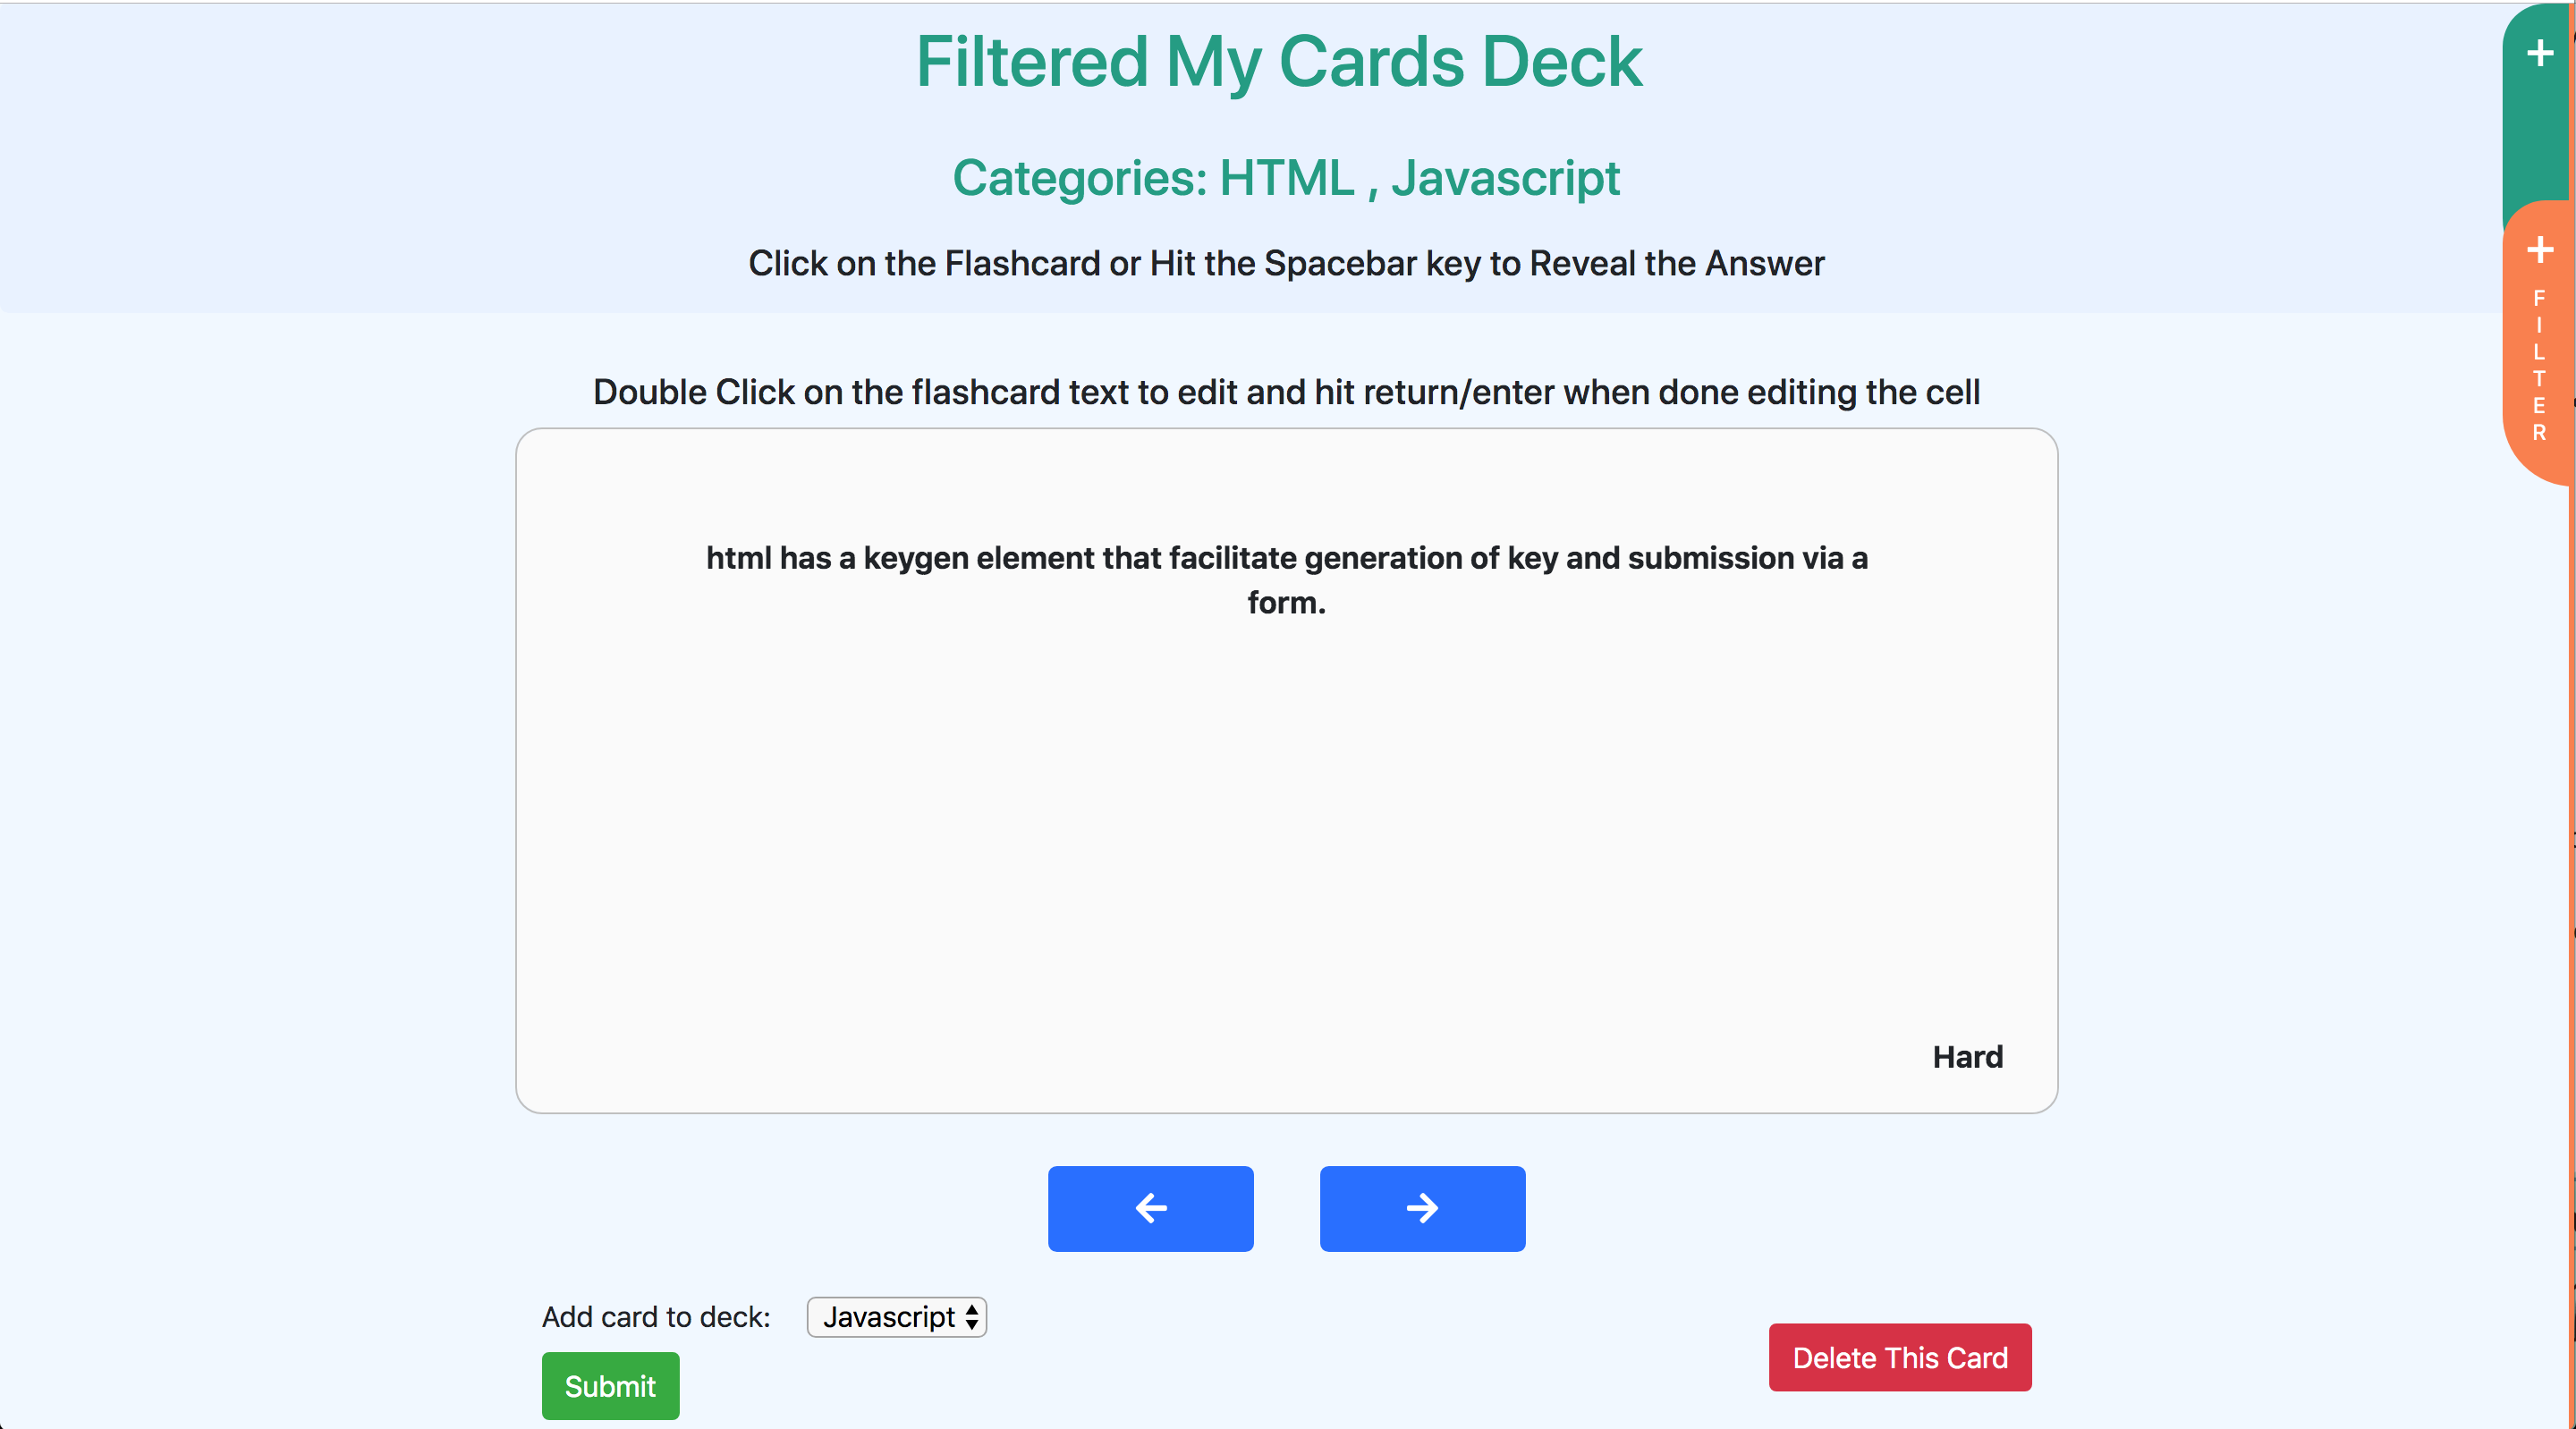 Filtered My Cards Deck
Categories: HTML , Javascript
Click on the Flashcard or Hit the Spacebar key to Reveal the Answer
+
+
F
I
L
T
E
R
Double Click on the flashcard text to edit and hit return/enter when done editing the cell
html has a keygen element that facilitate generation of key and submission via a
form.
Hard
Add card to deck: Javascript
Submit
Delete This Card